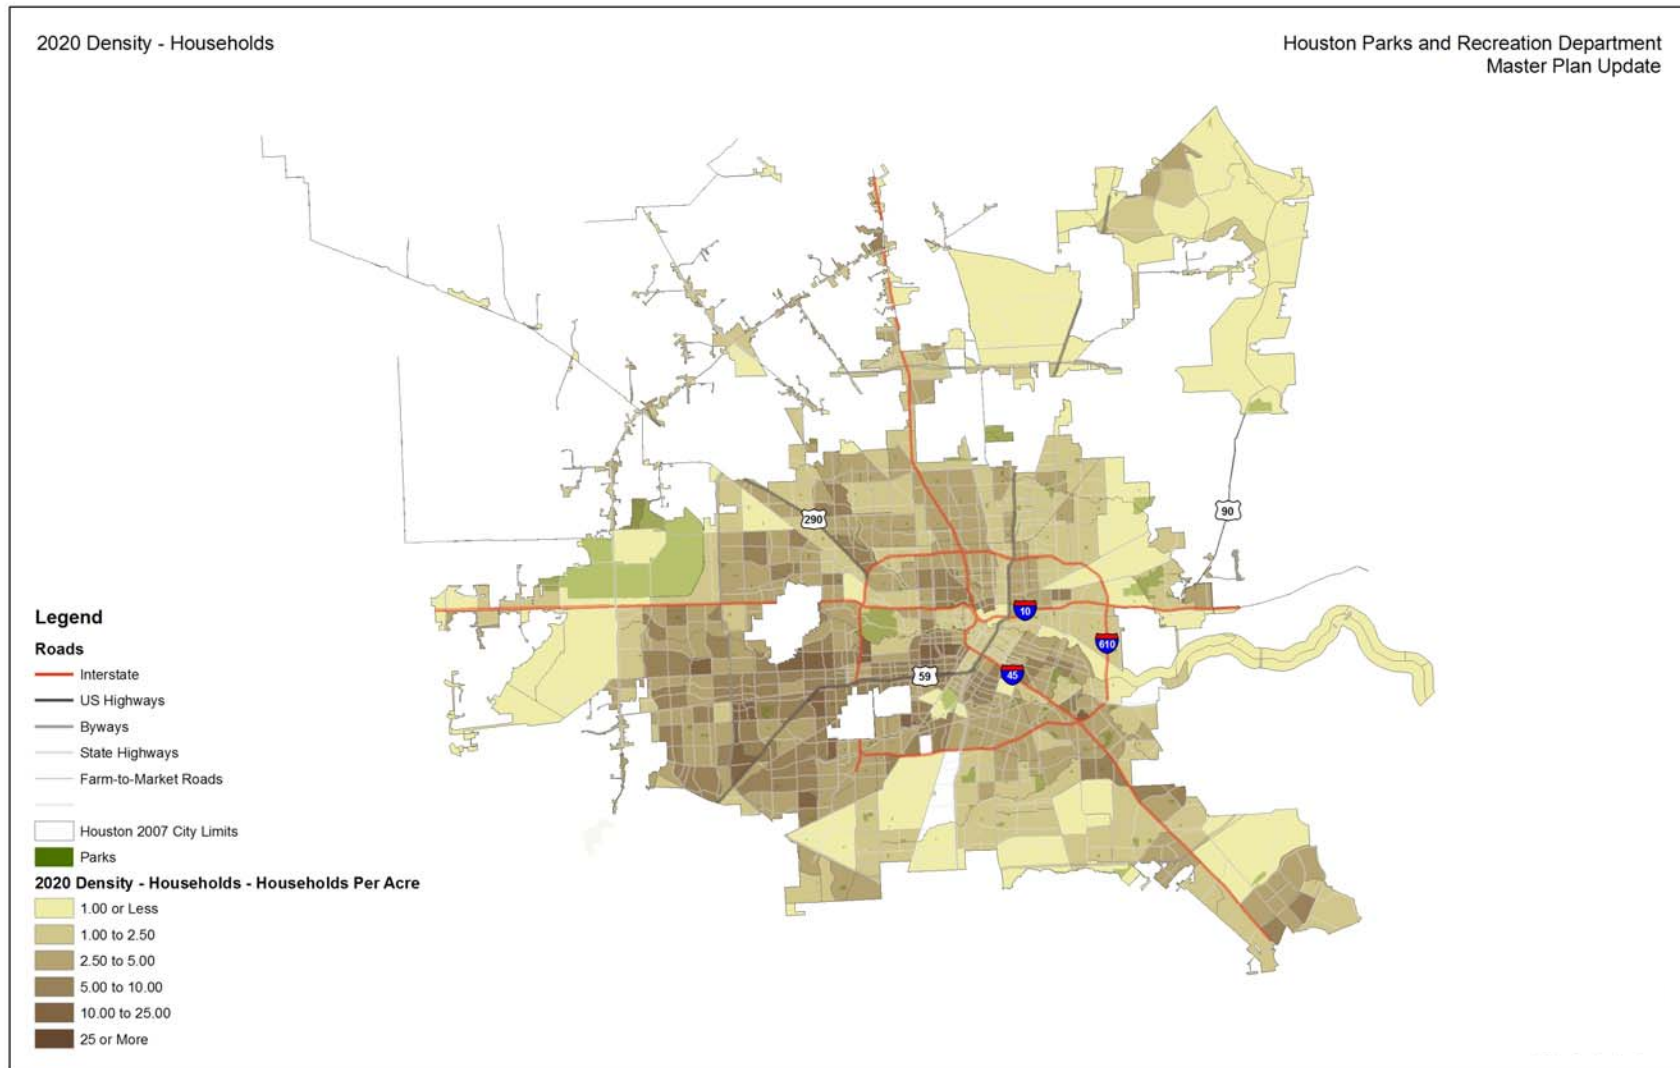 2020 Density - Households
Houston Parks and Recreation Department
Master Plan Update
290
90
10
610
59
45
Legend
Roads
Interstate
US Highways
Byways
State Highways
Farm-to-Market Roads
Houston 2007 City Limits
Parks
2020 Density - Households - Households Per Acre
1.00 or Less
1.00 to 2.50
2.50 to 5.00
5.00 to 10.00
10.00 to 25.00
25 or More